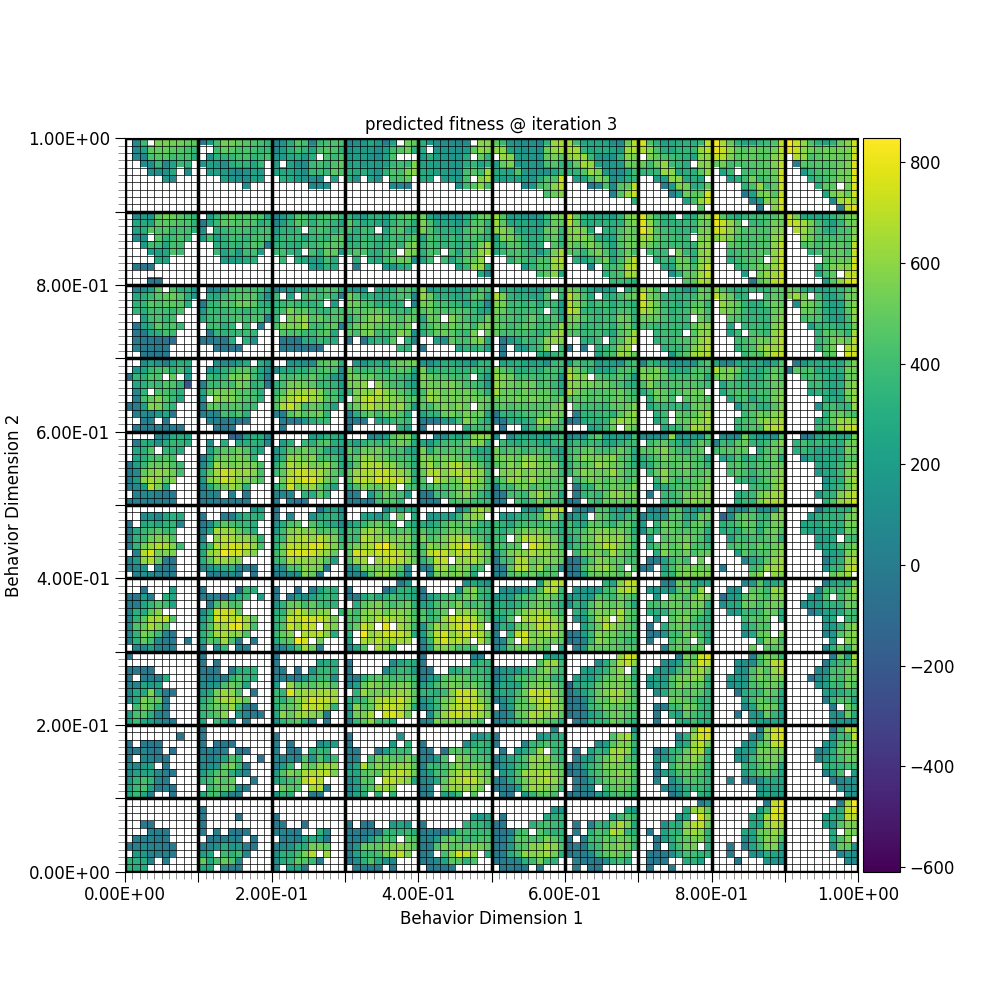 predicted fitness @ iteration 3
1.00E+00
8.00E-01
6.00E-01
4.00E-01
2.00E-01
0.00E+00
Behavior Dimension 2
0.00E+00 2.00E-01 4.00E-01 6.00E-01 8.00E-01 1.00E+00
Behavior Dimension 1
800
600
400
200
0
−200
−400
−600